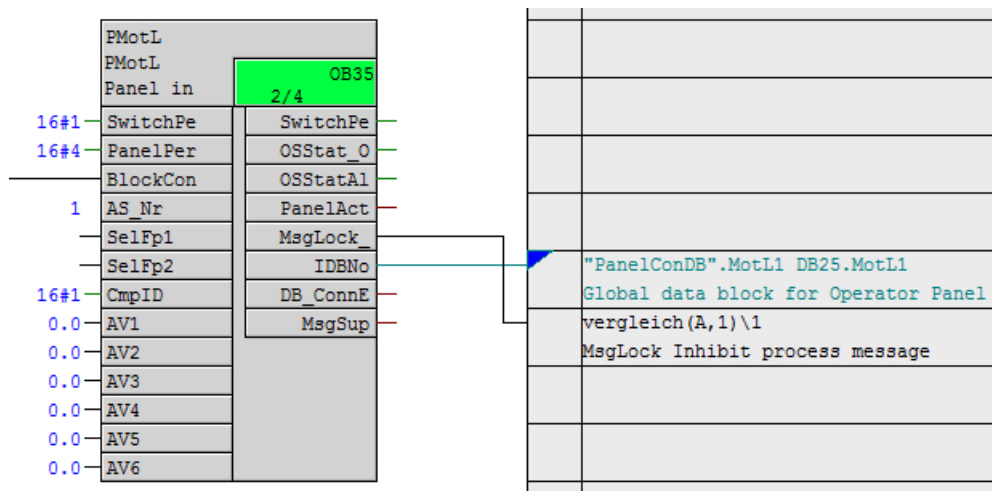 PMotL
PMotL
Panel in
OB35
2/4
16#1 SwitchPe SwitchPe
16#4 PanelPer OSStat_O
BlockCon OSStatAl
1 AS_Nr PanelAct
SelFp1 MsgLock_
SelFp2 IDBNo
16#1 CmpID DB_ConnE
0.0 AV1 MsgSup
0.0 AV2
0.0 AV3
0.0 AV4
0.0 AV5
0.0 AV6
"PanelConDB".MotL1 DB25.MotL1
Global data block for Operator Panel
vergleich(A,1)\1
MsgLock Inhibit process message